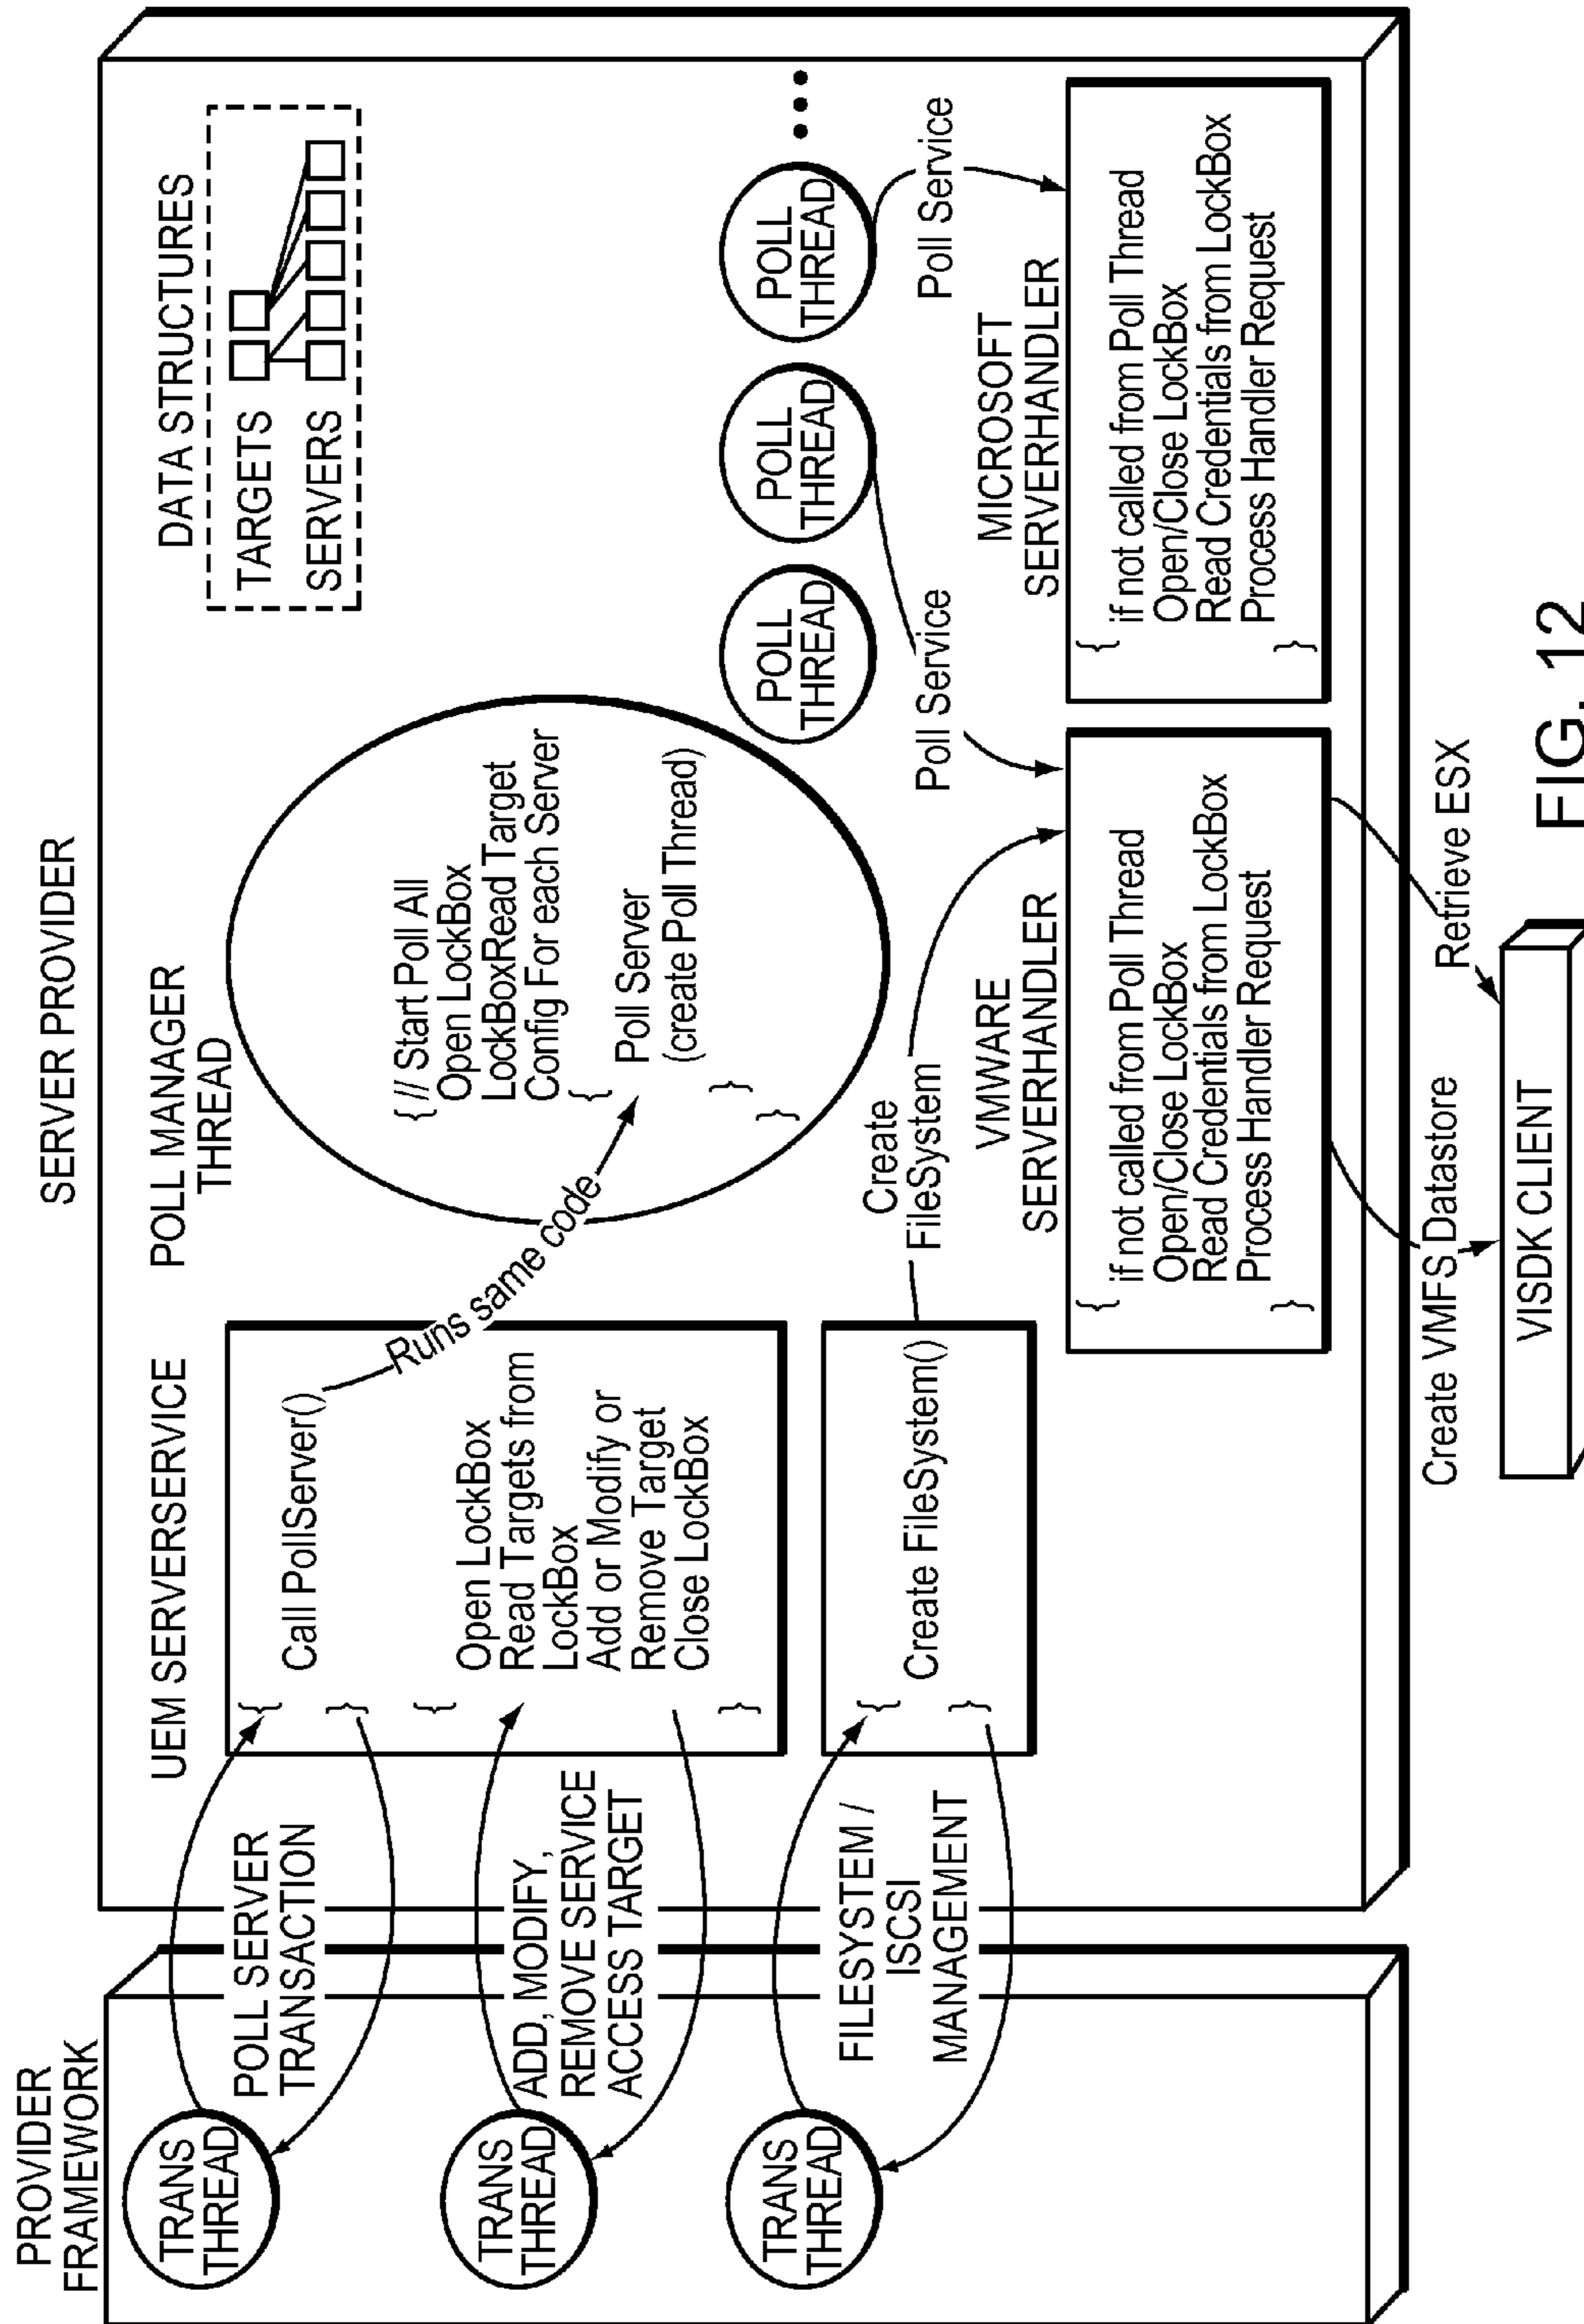 SERVER PROVIDER
PROVIDER
FRAMEWORK
TRANS
THREAD
TRANS
THREAD
TRANS
THREAD
POLL SERVER
TRANSACTION
ADD, MODIFY,
REMOVE SERVICE
ACCESS TARGET
FILESYSTEM /
ISCSI
MANAGEMENT
UEM SERVERSERVICE
{ Call PollServer()
}
{
Open LockBox
Read Targets from
LockBox
Add or Modify or
Remove Target
Close LockBox
}
{ Create FileSystem()
}
Runs same code
POLL MANAGER
THREAD
{ // Start Poll All
Open LockBox
LockBoxRead Target
Config For each Server
{
Poll Server
(create Poll Thread)
}
}
DATA STRUCTURES
TARGETS
SERVERS
POLL
THREAD
POLL
THREAD
POLL
THREAD
Create
FileSystem
Poll Service
Poll Service
VMWARE
SERVERHANDLER
{ if not called from Poll Thread
Open/Close LockBox
Read Credentials from LockBox
Process Handler Request
}
MICROSOFT
SERVERHANDLER
{ if not called from Poll Thread
Open/Close LockBox
Read Credentials from LockBox
Process Handler Request
}
Create VMFS Datastore
Retrieve ESX
VISDK CLIENT
FIG. 12